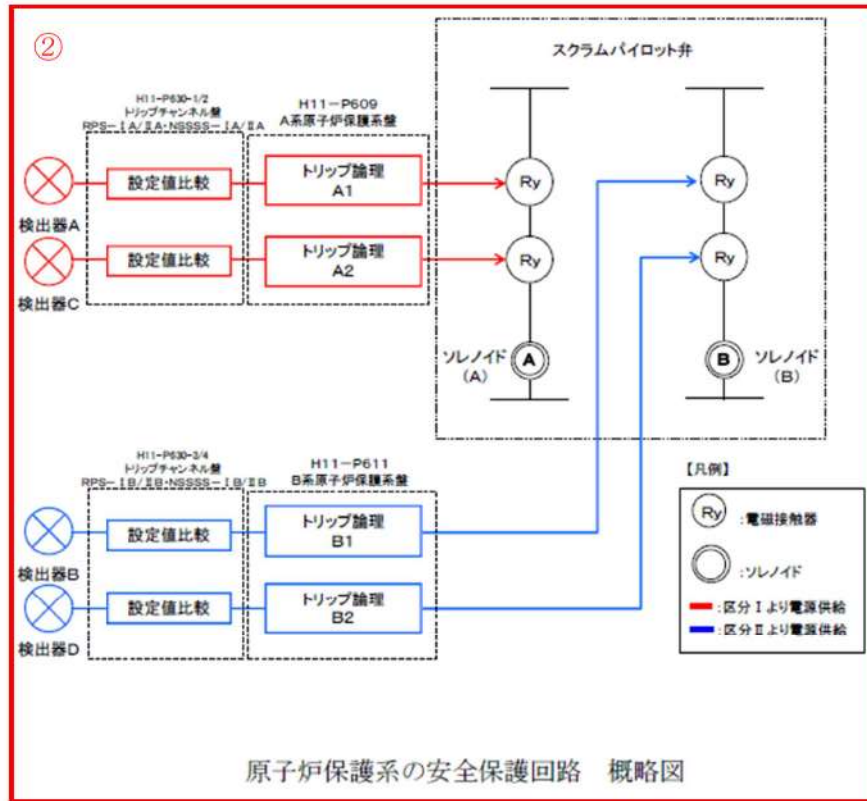 ②
スクラムパイロット弁
H11-P630-1/2
トリップチャンネル盤
RPS-ⅠA/ⅡA・NSSSS-ⅠA/ⅡA
H11-P609
A系原子炉保護系盤
検出器A
設定値比較
トリップ論理
A1
Ry
Ry
検出器C
設定値比較
トリップ論理
A2
Ry
Ry
ソレノイド
(A)
A
B
ソレノイド
(B)
H11-P630-3/4
トリップチャンネル盤
RPS-ⅠB/ⅡB・NSSSS-ⅠB/ⅡB
H11-P611
B系原子炉保護系盤
検出器B
設定値比較
トリップ論理
B1
検出器D
設定値比較
トリップ論理
B2
【凡例】
Ry :電磁接触器
:ソレノイド
:区分Ⅰより電源供給
:区分Ⅱより電源供給
原子炉保護系の安全保護回路 概略図